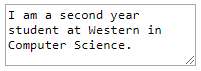 I am a second year
student at Western in
Computer Science.